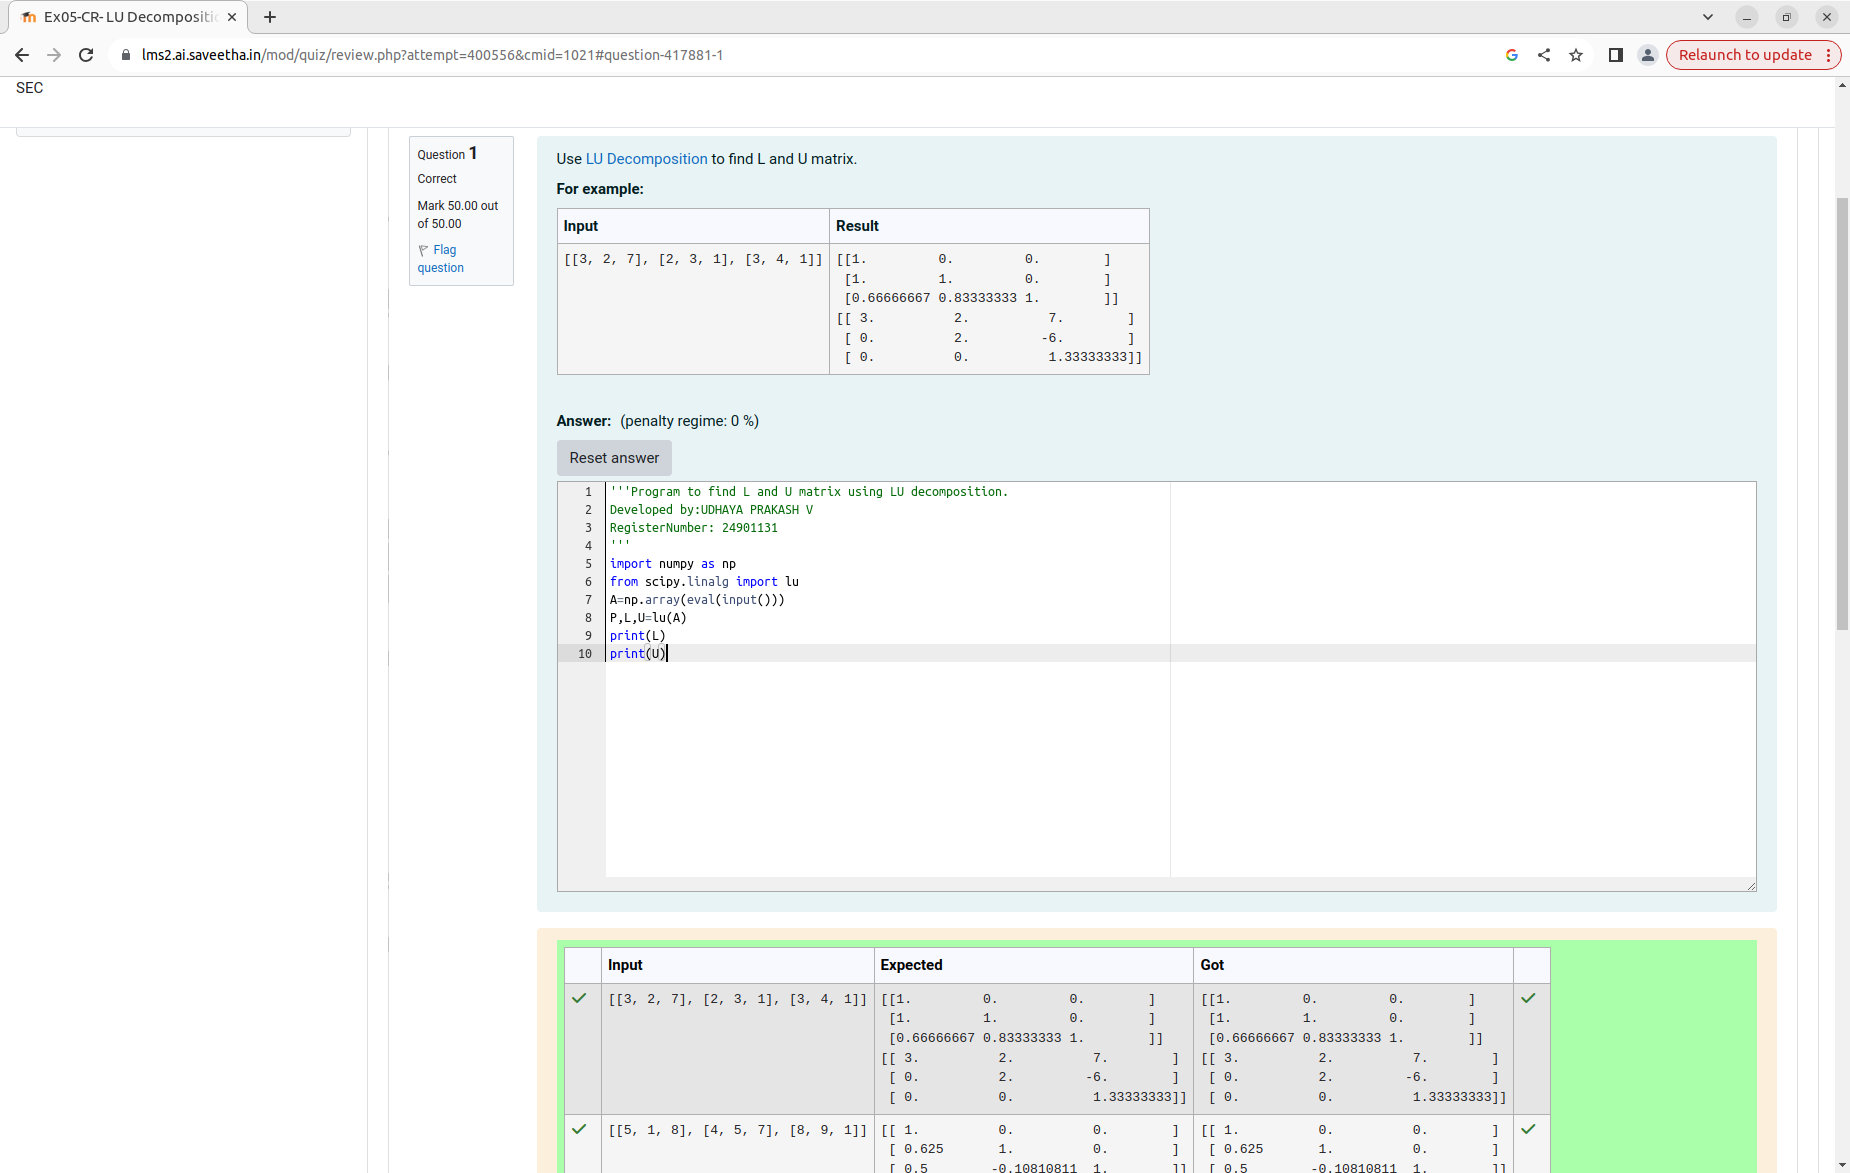 Ex05-CR- LU Decompositi
lms2.ai.saveetha.in/mod/quiz/review.php?attempt=400556&cmid=1021#question-417881-1
Relaunch to update
SEC
Question 1
Correct
Mark 50.00 out
of 50.00
Flag
question
Use LU Decomposition to find L and U matrix.
For example:
Input Result
[[3, 2, 7], [2, 3, 1], [3, 4, 1]] [[1. 0. 0. ]
[1. 1. 0. ]
[0.66666667 0.83333333 1. ]]
[[ 3. 2. 7. ]
[ 0. 2. -6. ]
[ 0. 0. 1.33333333]]
Answer: (penalty regime: 0 %)
Reset answer
1 '''Program to find L and U matrix using LU decomposition.
2 Developed by:UDHAYA PRAKASH V
3 RegisterNumber: 24901131
4 '''
5 import numpy as np
6 from scipy.linalg import lu
7 A=np.array(eval(input()))
8 P,L,U=lu(A)
9 print(L)
10 print(U)
Input Expected Got
[[3, 2, 7], [2, 3, 1], [3, 4, 1]] [[1. 0. 0. ] [[1. 0. 0. ]
[1. 1. 0. ] [1. 1. 0. ]
[0.66666667 0.83333333 1. ]] [0.66666667 0.83333333 1. ]]
[[ 3. 2. 7. ] [[ 3. 2. 7. ]
[ 0. 2. -6. ] [ 0. 2. -6. ]
[ 0. 0. 1.33333333]] [ 0. 0. 1.33333333]]
[[5, 1, 8], [4, 5, 7], [8, 9, 1]] [[ 1. 0. 0. ] [[ 1. 0. 0. ]
[ 0.625 1. 0. ] [ 0.625 1. 0. ]
[ 0.5 -0.10810811 1. ]] [ 0.5 -0.10810811 1. ]]